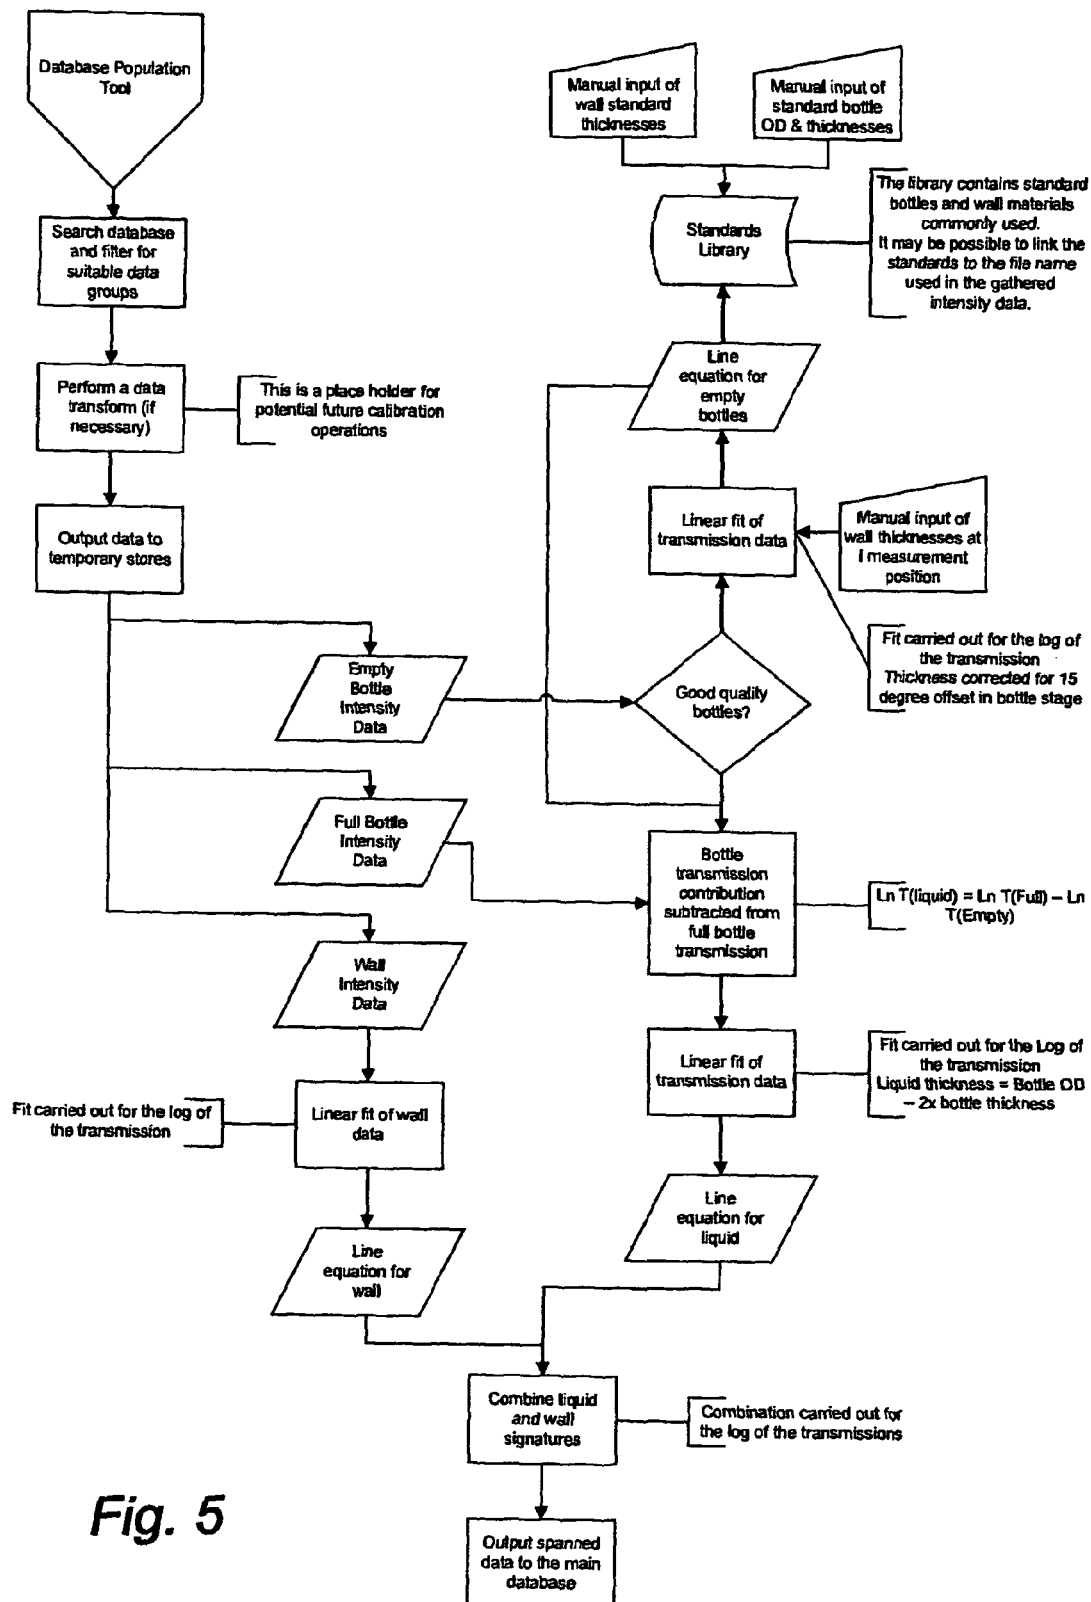 Database Population
Tool
Search database
and filter for
suitable data
groups
Perform a data
transform (if
necessary)
This is a place holder for
potential future calibration
operations
Output data to
temporary stores
Manual input of
wall standard
thicknesses
Manual input of
standard bottle
OD & thicknesses
Standards
Library
The library contains standard
bottles and wall materials
commonly used.
It may be possible to link the
standards to the file name
used in the gathered
intensity data.
Line
equation for
empty
bottles
Linear fit of
transmission data
Manual input of
wall thicknesses at
I measurement
position
Fit carried out for the log of
the transmission
Thickness corrected for 15
degree offset in bottle stage
Empty
Bottle
Intensity
Data
Good quality
bottles?
Full Bottle
Intensity
Data
Bottle
transmission
contribution
subtracted from
full bottle
transmission
Ln T(liquid) = Ln T(Full) – Ln
T(Empty)
Wall
Intensity
Data
Linear fit of
transmission data
Fit carried out for the Log of
the transmission
Liquid thickness = Bottle OD
– 2x bottle thickness
Fit carried out for the log of
the transmission
Linear fit of wall
data
Line
equation for
liquid
Line
equation for
wall
Combine liquid
and wall
signatures
Combination carried out for
the log of the transmissions
Output spanned
data to the main
database
Fig. 5